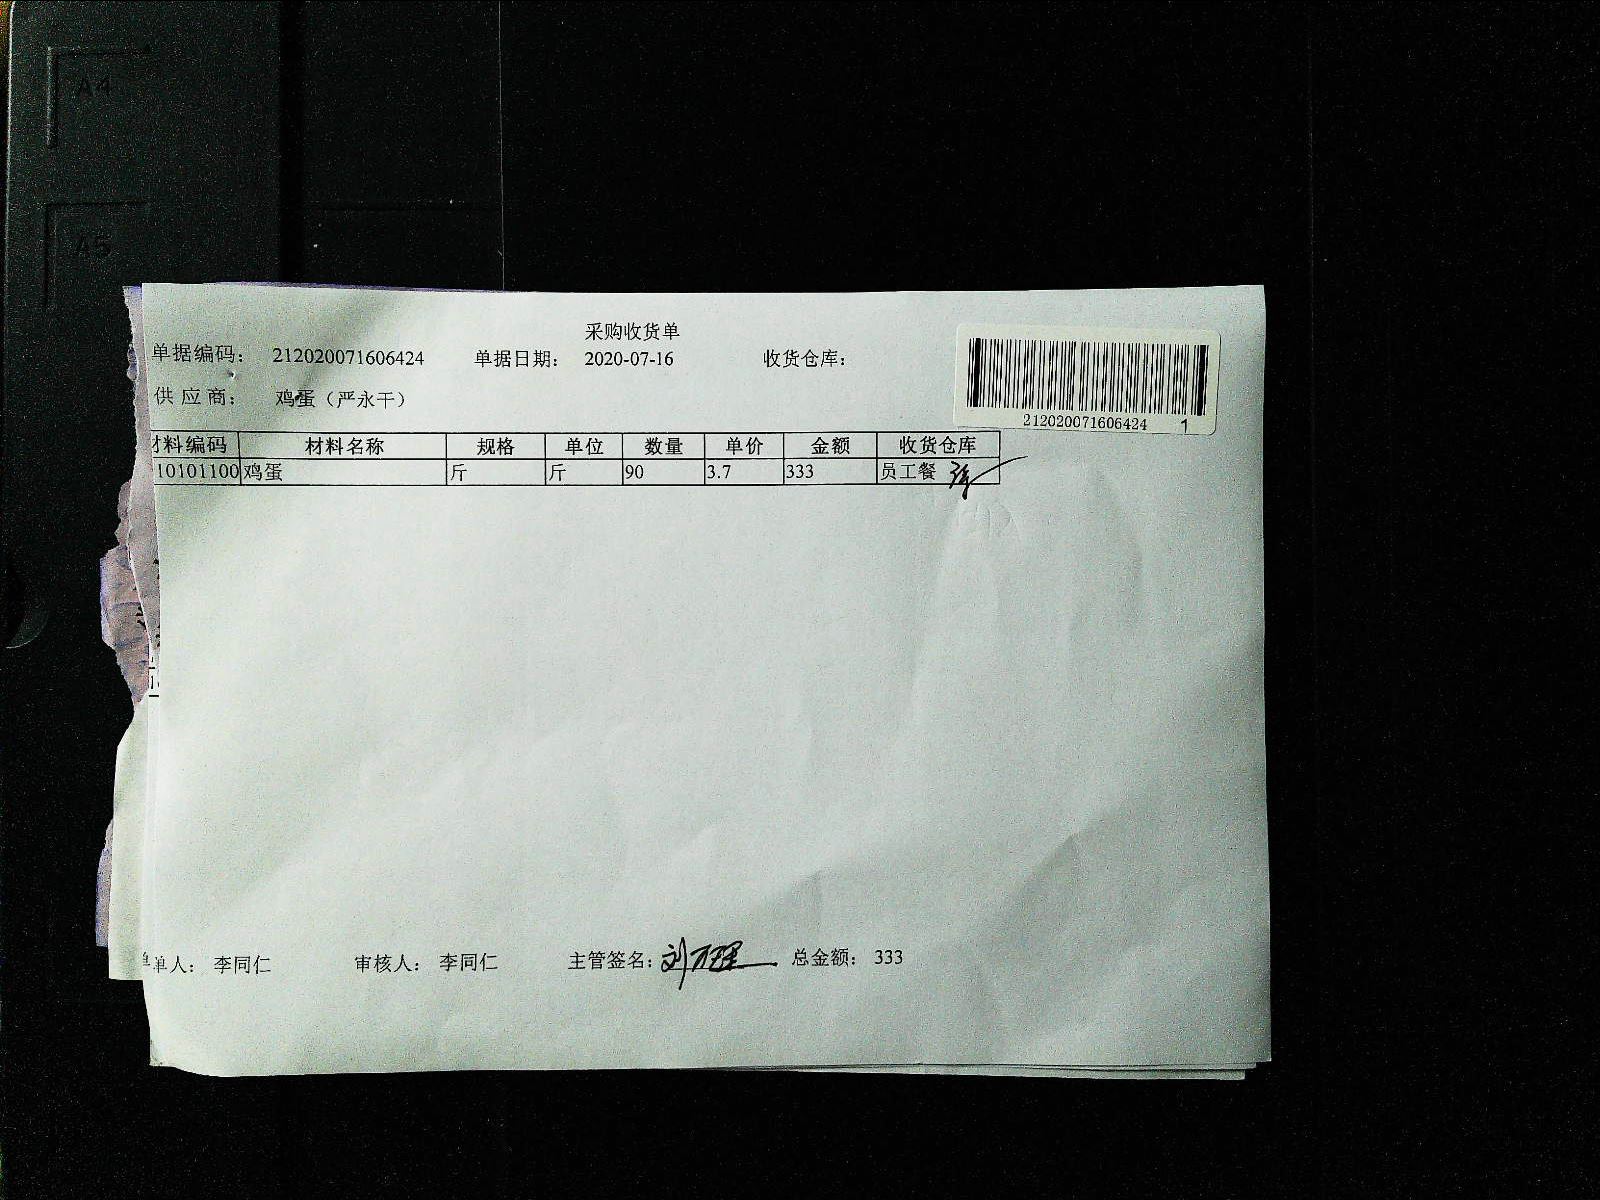 A4
A5
采购收货单
单据编码： 212020071606424 单据日期： 2020-07-16 收货仓库：
供应商： 鸡蛋（严永干）
212020071606424 1
材料编码 材料名称 规格 单位 数量 单价 金额 收货仓库
10101100 鸡蛋 斤 斤 90 3.7 333 员工餐
单人： 李同仁 审核人： 李同仁 主管签名： 总金额： 333